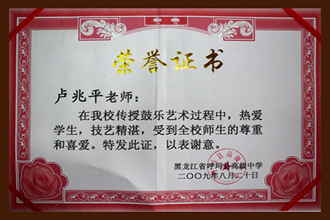 荣誉证书
卢兆平老师：
在我校传授鼓乐艺术过程中，热爱
学生，技艺精湛，受到全校师生的尊重
和喜爱。特发此证，以表谢意。
黑龙江省呼玛县高级中学
二〇〇九年八月二十日